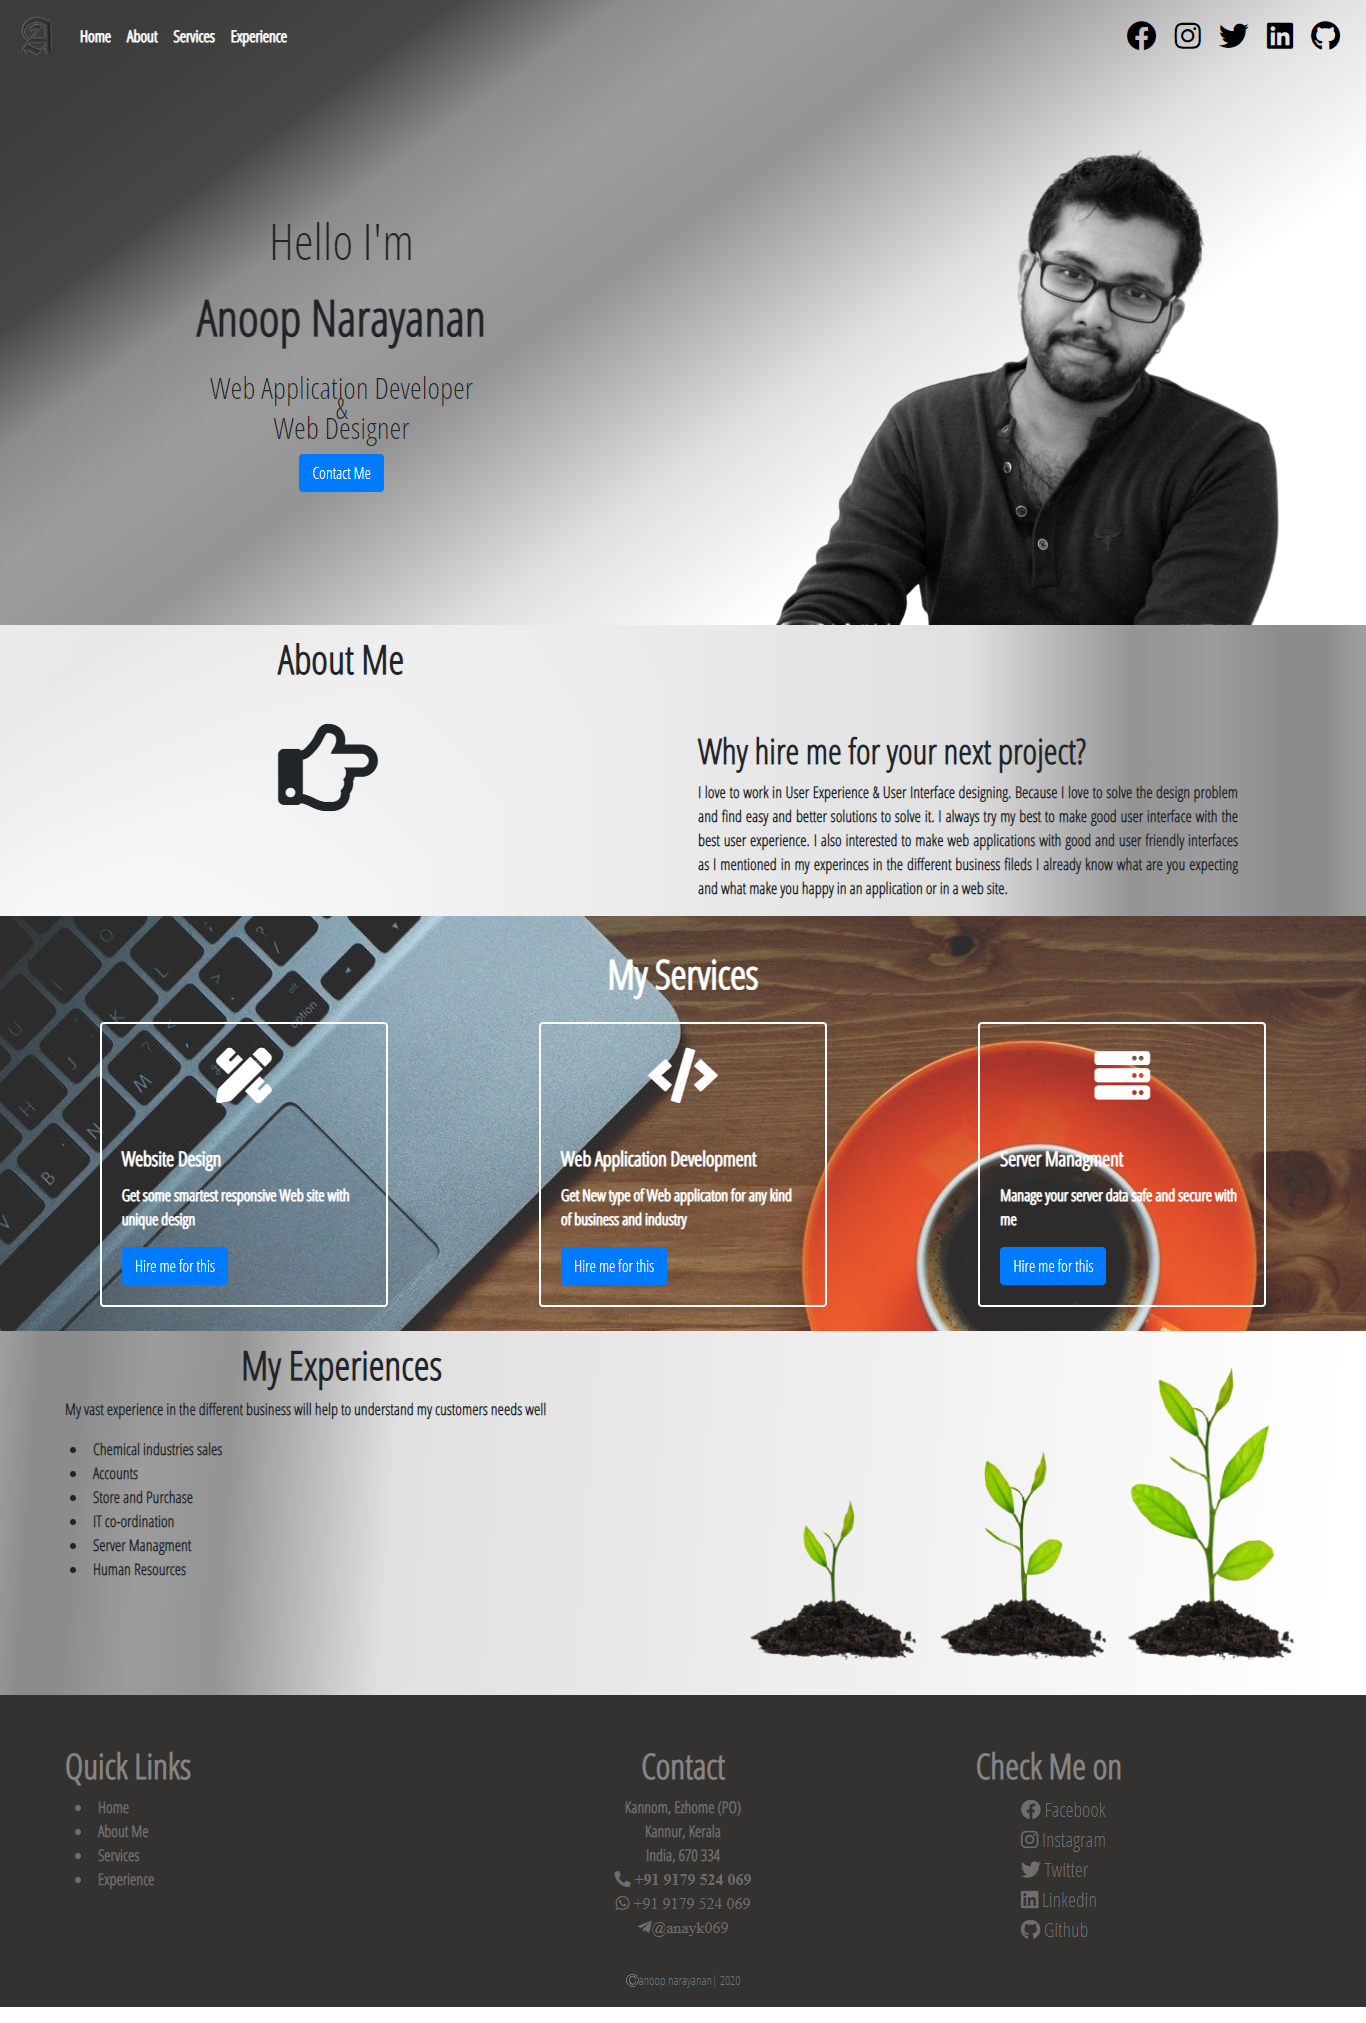 A
Home About Services Experience
Hello I'm
Anoop Narayanan
Web Application Developer
&
Web Designer
Contact Me
About Me
Why hire me for your next project?
I love to work in User Experience & User Interface designing. Because I love to solve the design problem
and find easy and better solutions to solve it. I always try my best to make good user interface with the
best user experience. I also interested to make web applications with good and user friendly interfaces
as I mentioned in my experinces in the different business fileds I already know what are you expecting
and what make you happy in an application or in a web site.
My Services
Website Design
Get some smartest responsive Web site with
unique design
Hire me for this
Web Application Development
Get New type of Web applicaton for any kind
of business and industry
Hire me for this
Server Managment
Manage your server data safe and secure with
me
Hire me for this
My Experiences
My vast experience in the different business will help to understand my customers needs well
Chemical industries sales
Accounts
Store and Purchase
IT co-ordination
Server Managment
Human Resources
Quick Links
Home
About Me
Services
Experience
Contact
Kannom, Ezhome (PO)
Kannur, Kerala
India, 670 334
+91 9179 524 069
+91 9179 524 069
@anayk069
Check Me on
Facebook
Instagram
Twitter
Linkedin
Github
©anoop narayanan| 2020